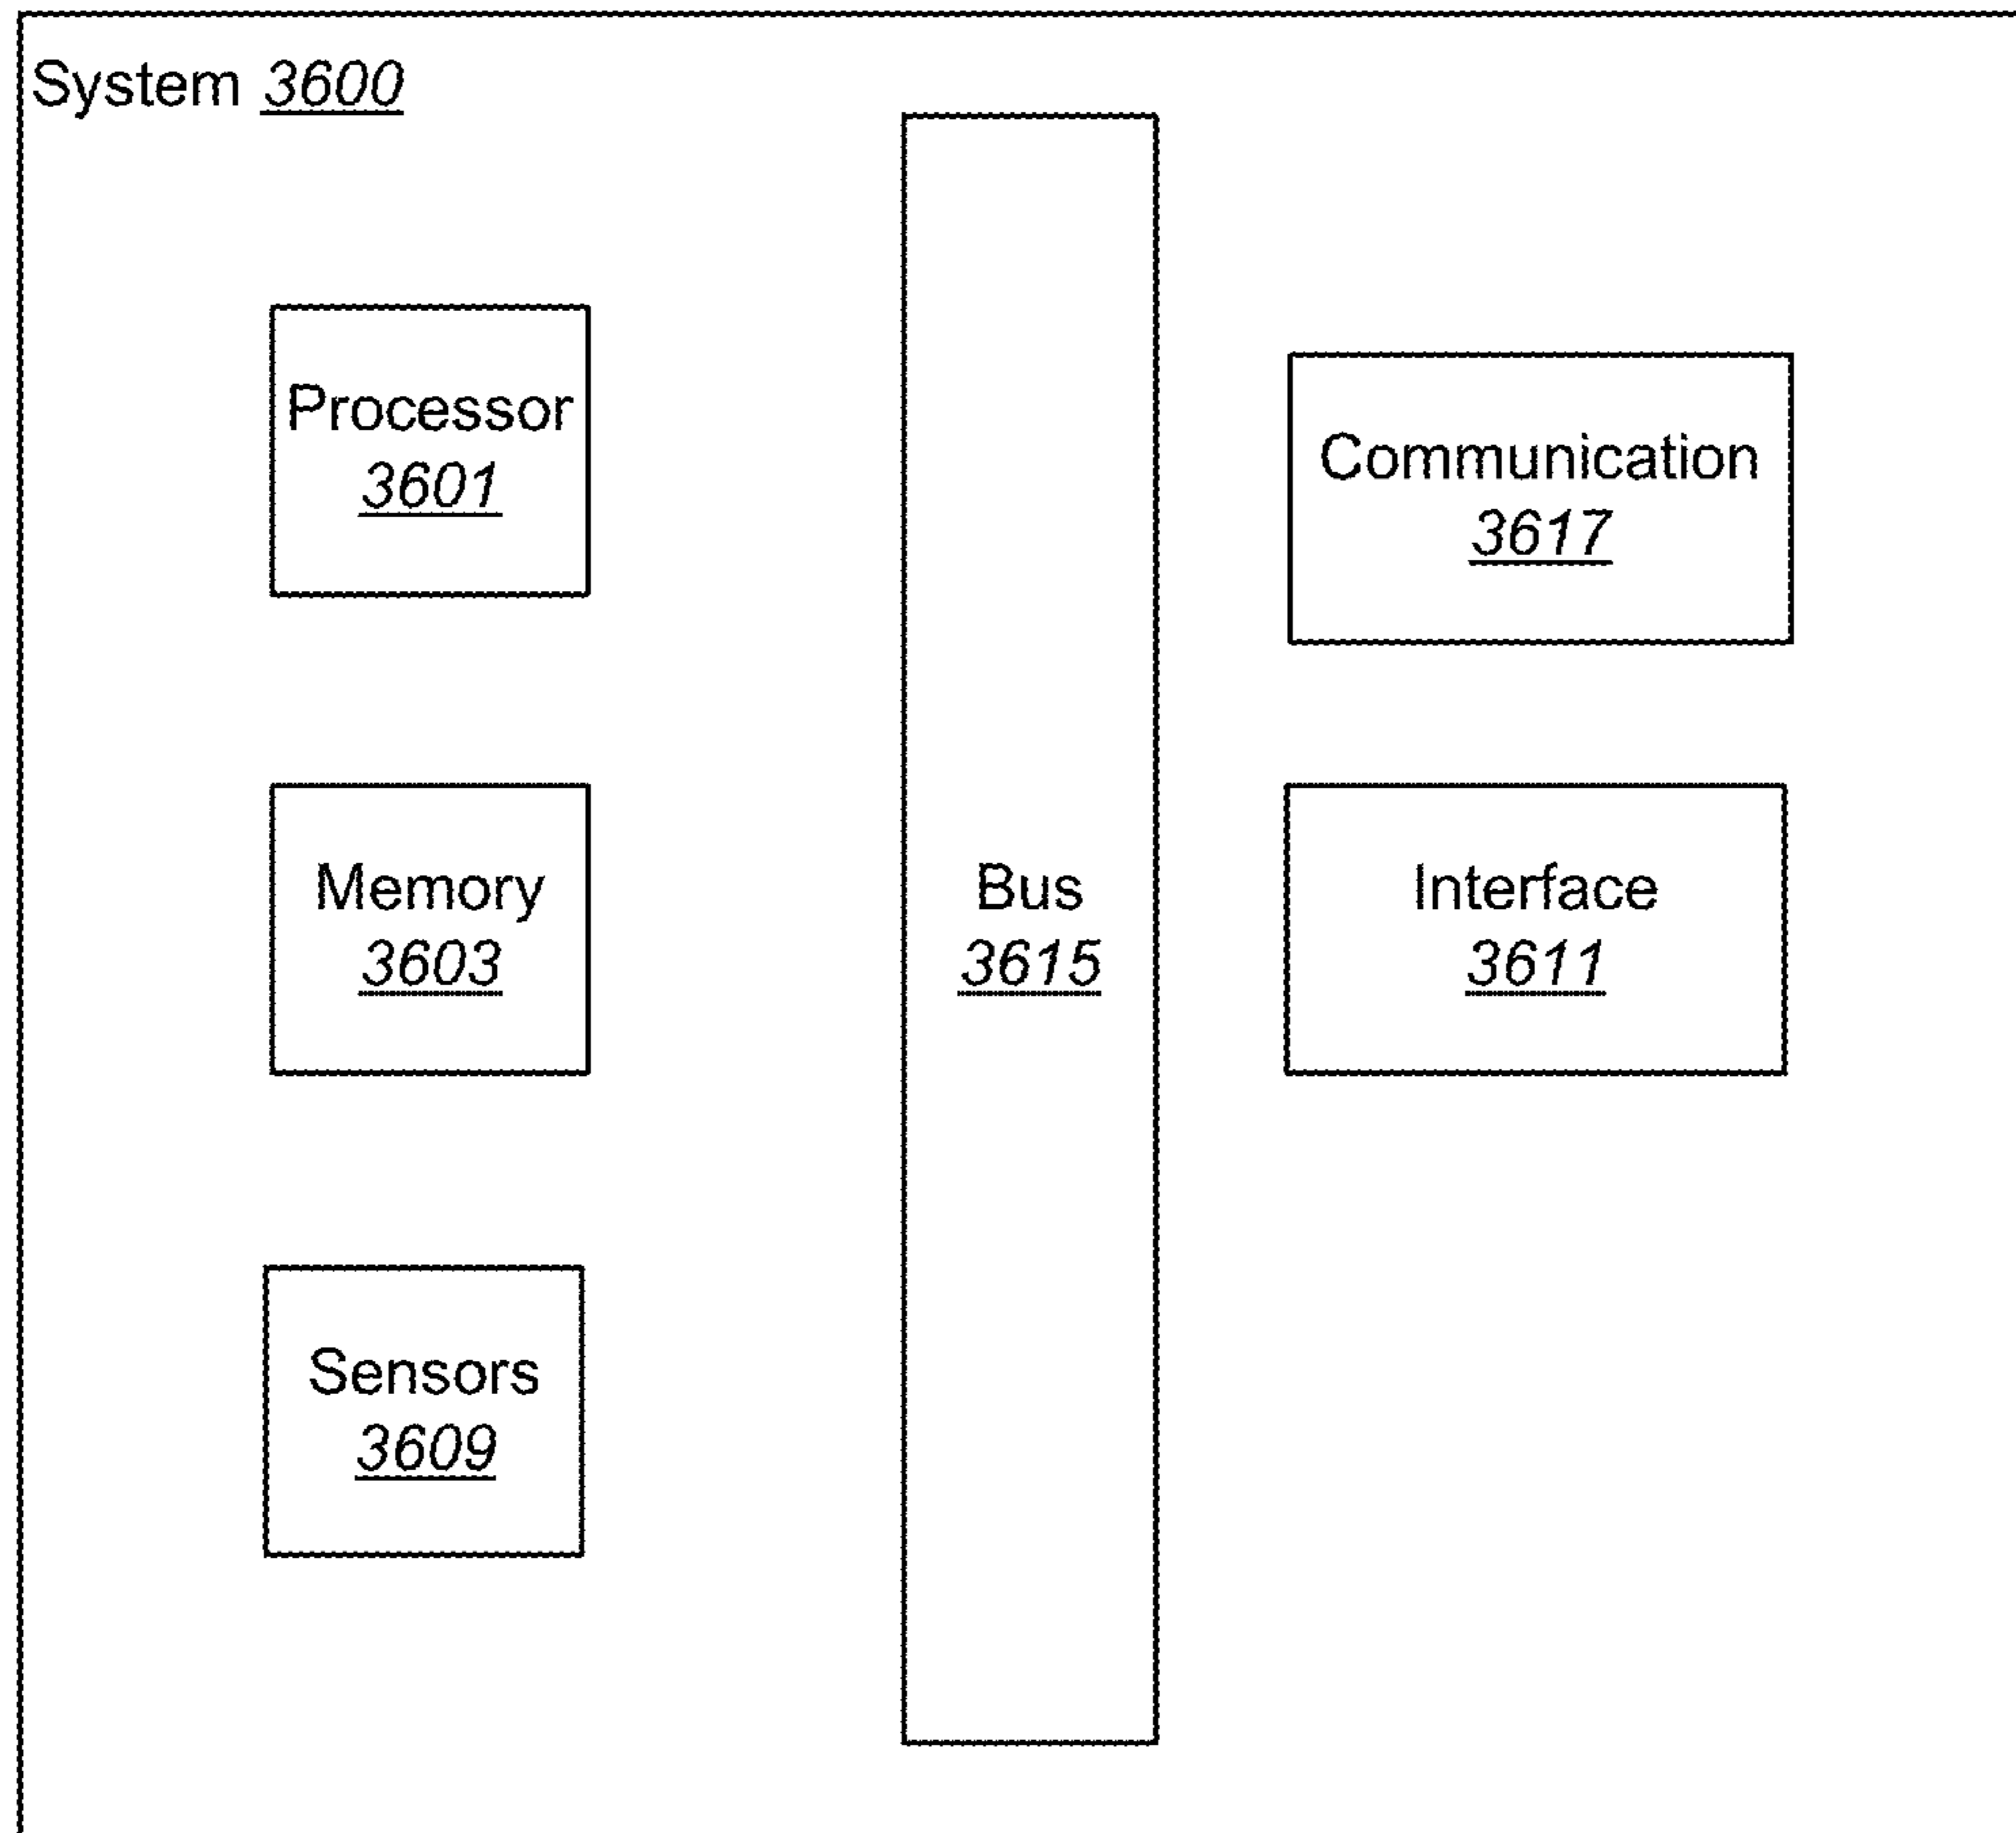 System 3600
Processor
3601
Communication
3617
Memory
3603
Bus
3615
Interface
3611
Sensors
3609